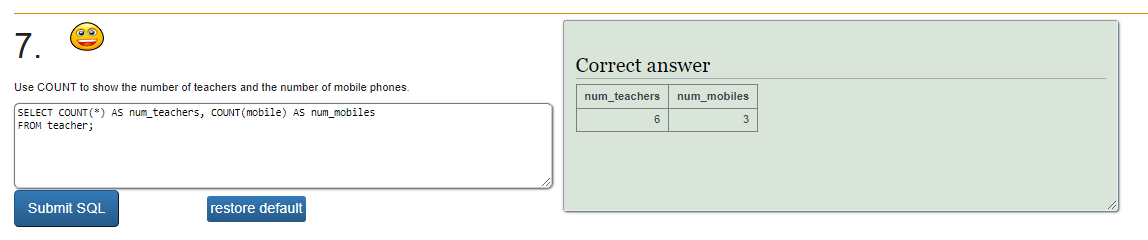 7.
Use COUNT to show the number of teachers and the number of mobile phones.
SELECT COUNT(*) AS num_teachers, COUNT(mobile) AS num_mobiles
FROM teacher;
Submit SQL
restore default
Correct answer
num_teachers num_mobiles
6 3